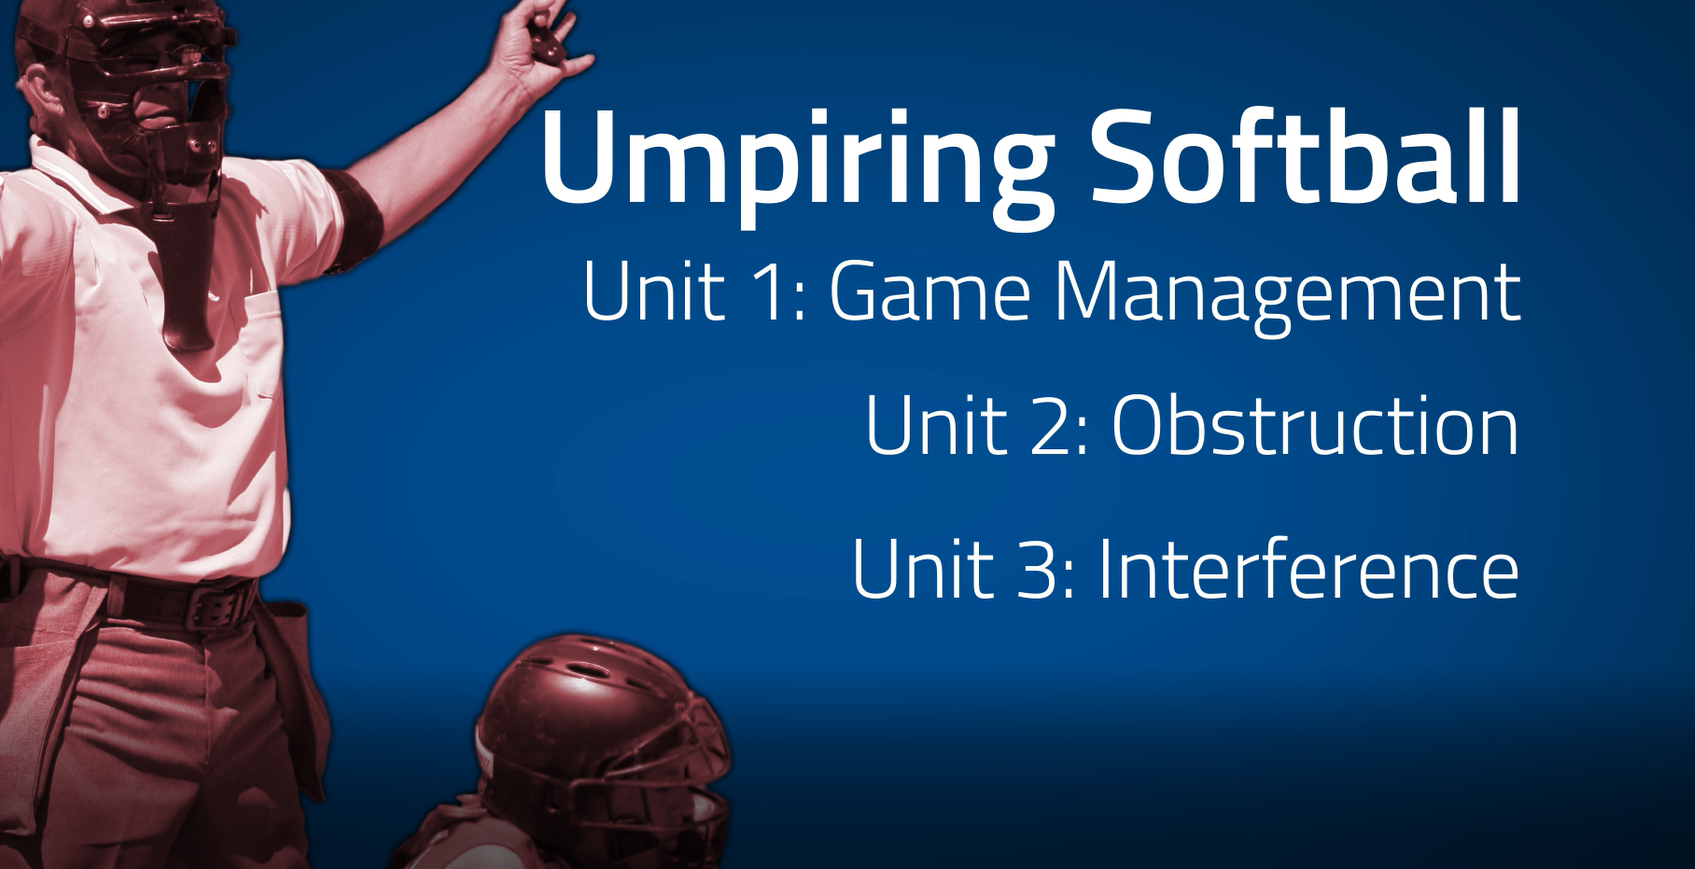 Umpiring Softball
Unit 1: Game Management
Unit 2: Obstruction
Unit 3: Interference